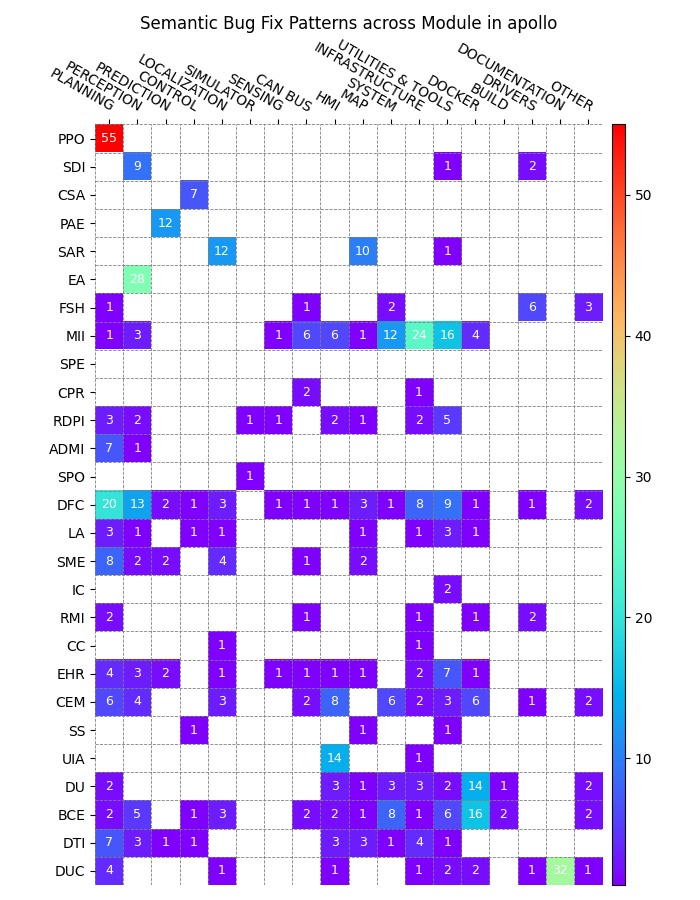 Semantic Bug Fix Patterns across Module in apollo
PLANNING
PERCEPTION
PREDICTION
CONTROL
LOCALIZATION
SIMULATOR
SENSING
CAN BUS
HMI
MAP
SYSTEM
INFRASTRUCTURE
UTILITIES & TOOLS
DOCKER
BUILD
DRIVERS
DOCUMENTATION
OTHER
PPO 55
SDI 9 1 2
CSA 7
PAE 12
SAR 12 10 1
EA 28
FSH 1 1 2 6 3
MII 1 3 1 6 6 1 12 24 16 4
SPE
CPR 2 1
RDPI 3 2 1 1 2 1 2 5
ADMI 7 1
SPO 1
DFC 20 13 2 1 3 1 1 1 3 1 8 9 1 1 2
LA 3 1 1 1 1 1 3 1
SME 8 2 2 4 1 2
IC 2
RMI 2 1 1 1 2
CC 1 1
EHR 4 3 2 1 1 1 1 1 2 7 1
CEM 6 4 3 2 8 6 2 3 6 1 2
SS 1 1 1
UIA 14 1
DU 2 3 1 3 3 2 14 1 2
BCE 2 5 1 3 2 2 1 8 1 6 16 2 2
DTI 7 3 1 1 3 3 1 4 1
DUC 4 1 1 1 2 2 1 32 1
50
40
30
20
10